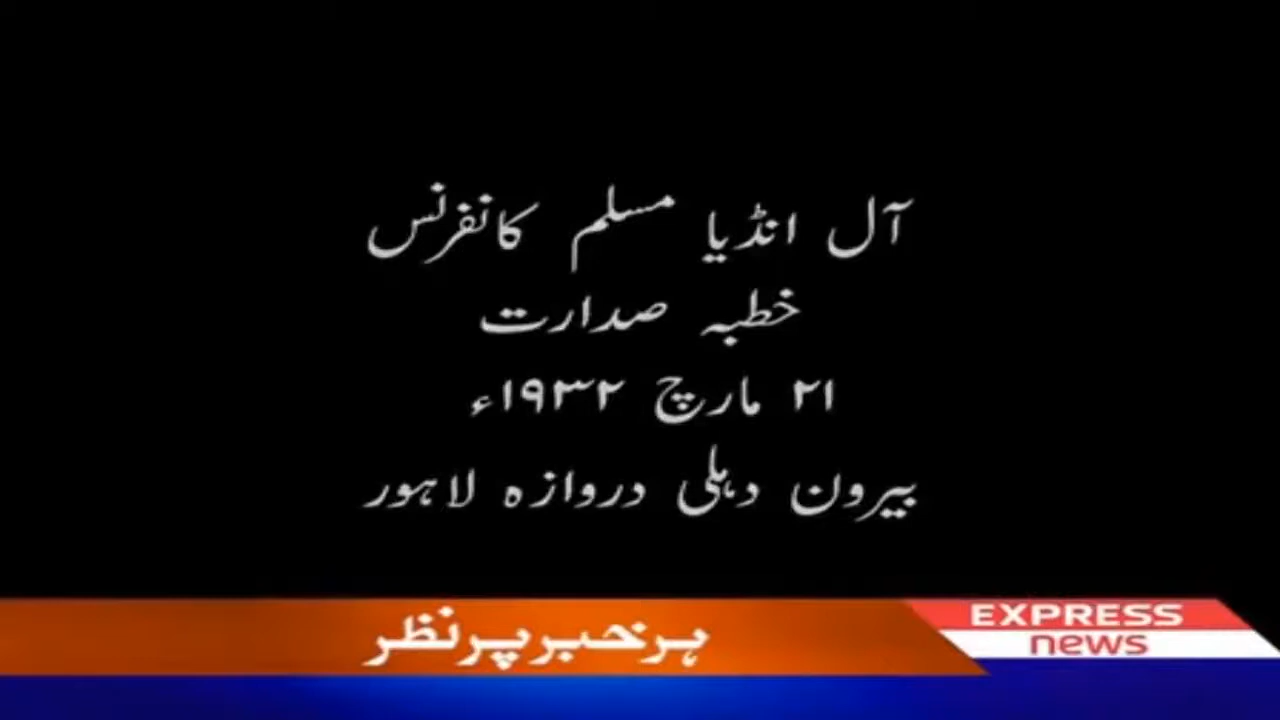 آل انڈیا مسلم کانفرنس
خطبہ صدارت
۲۱ مارچ ۱۹۳۲ء
بیرون دہلی دروازہ لاہور
ہر خبر پر نظر
EXPRESS
news